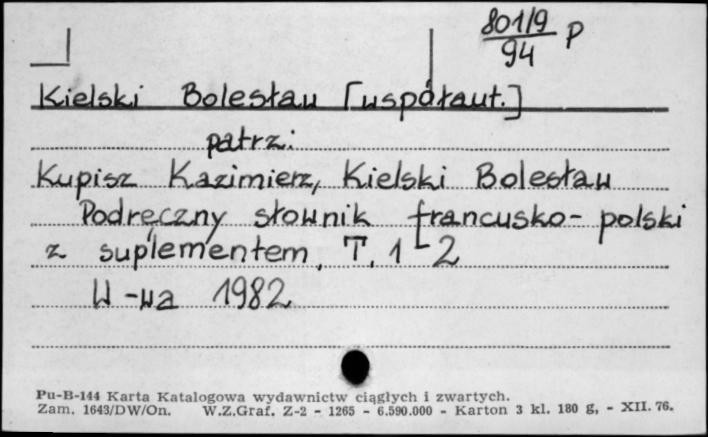 801/9 P
94
Kielski Bolesław [współaut.]
patrz:
Kupisz Kazimierz, Kielski Bolesław
Podręczny słownik francusko-polski
z suplementem. T. 1-2
W-wa 1982
Pu-B-144 Karta Katalogowa wydawnictw ciągłych i zwartych.
Zam. 1643/DW/On. W.Z.Graf. Z-2 - 1265 - 6.590.000 - Karton 3 kl. 180 g, - XII. 76.